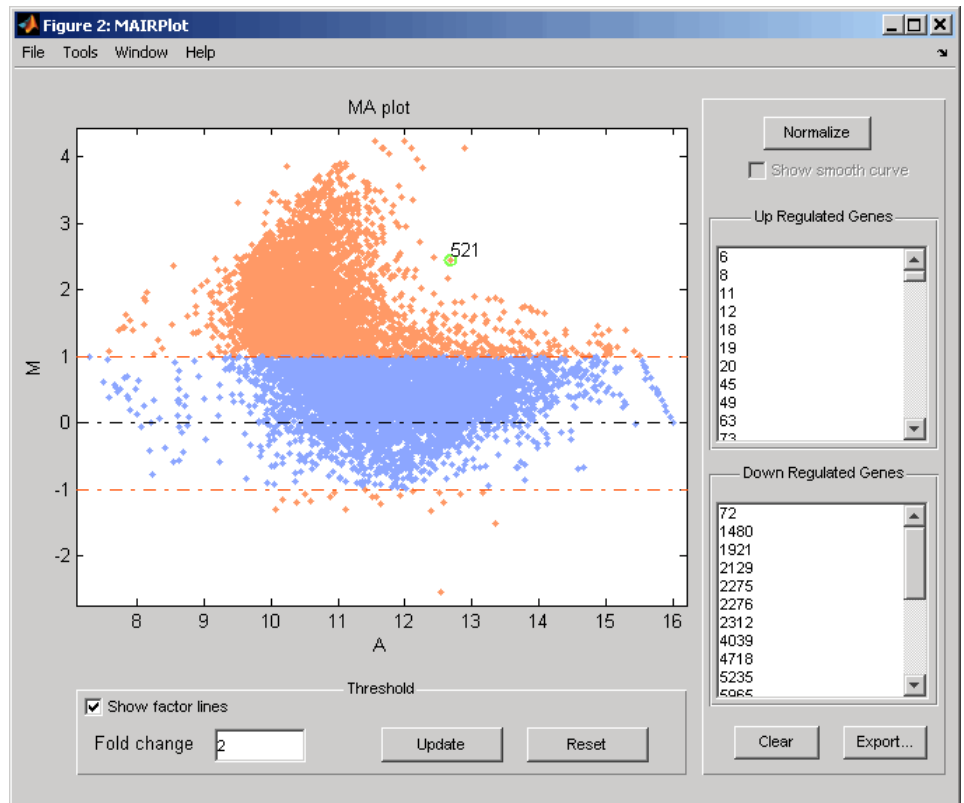 Figure 2: MAIRPlot
File Tools Window Help
MA plot
4
3
2
1
0
-1
-2
M
521
8 9 10 11 12 13 14 15 16
A
Normalize
Show smooth curve
Up Regulated Genes
6
8
11
12
18
19
20
45
49
63
73
Down Regulated Genes
72
1480
1921
2129
2275
2276
2312
4039
4718
5235
5965
Threshold
Show factor lines
Fold change 2 Update Reset
Clear Export...